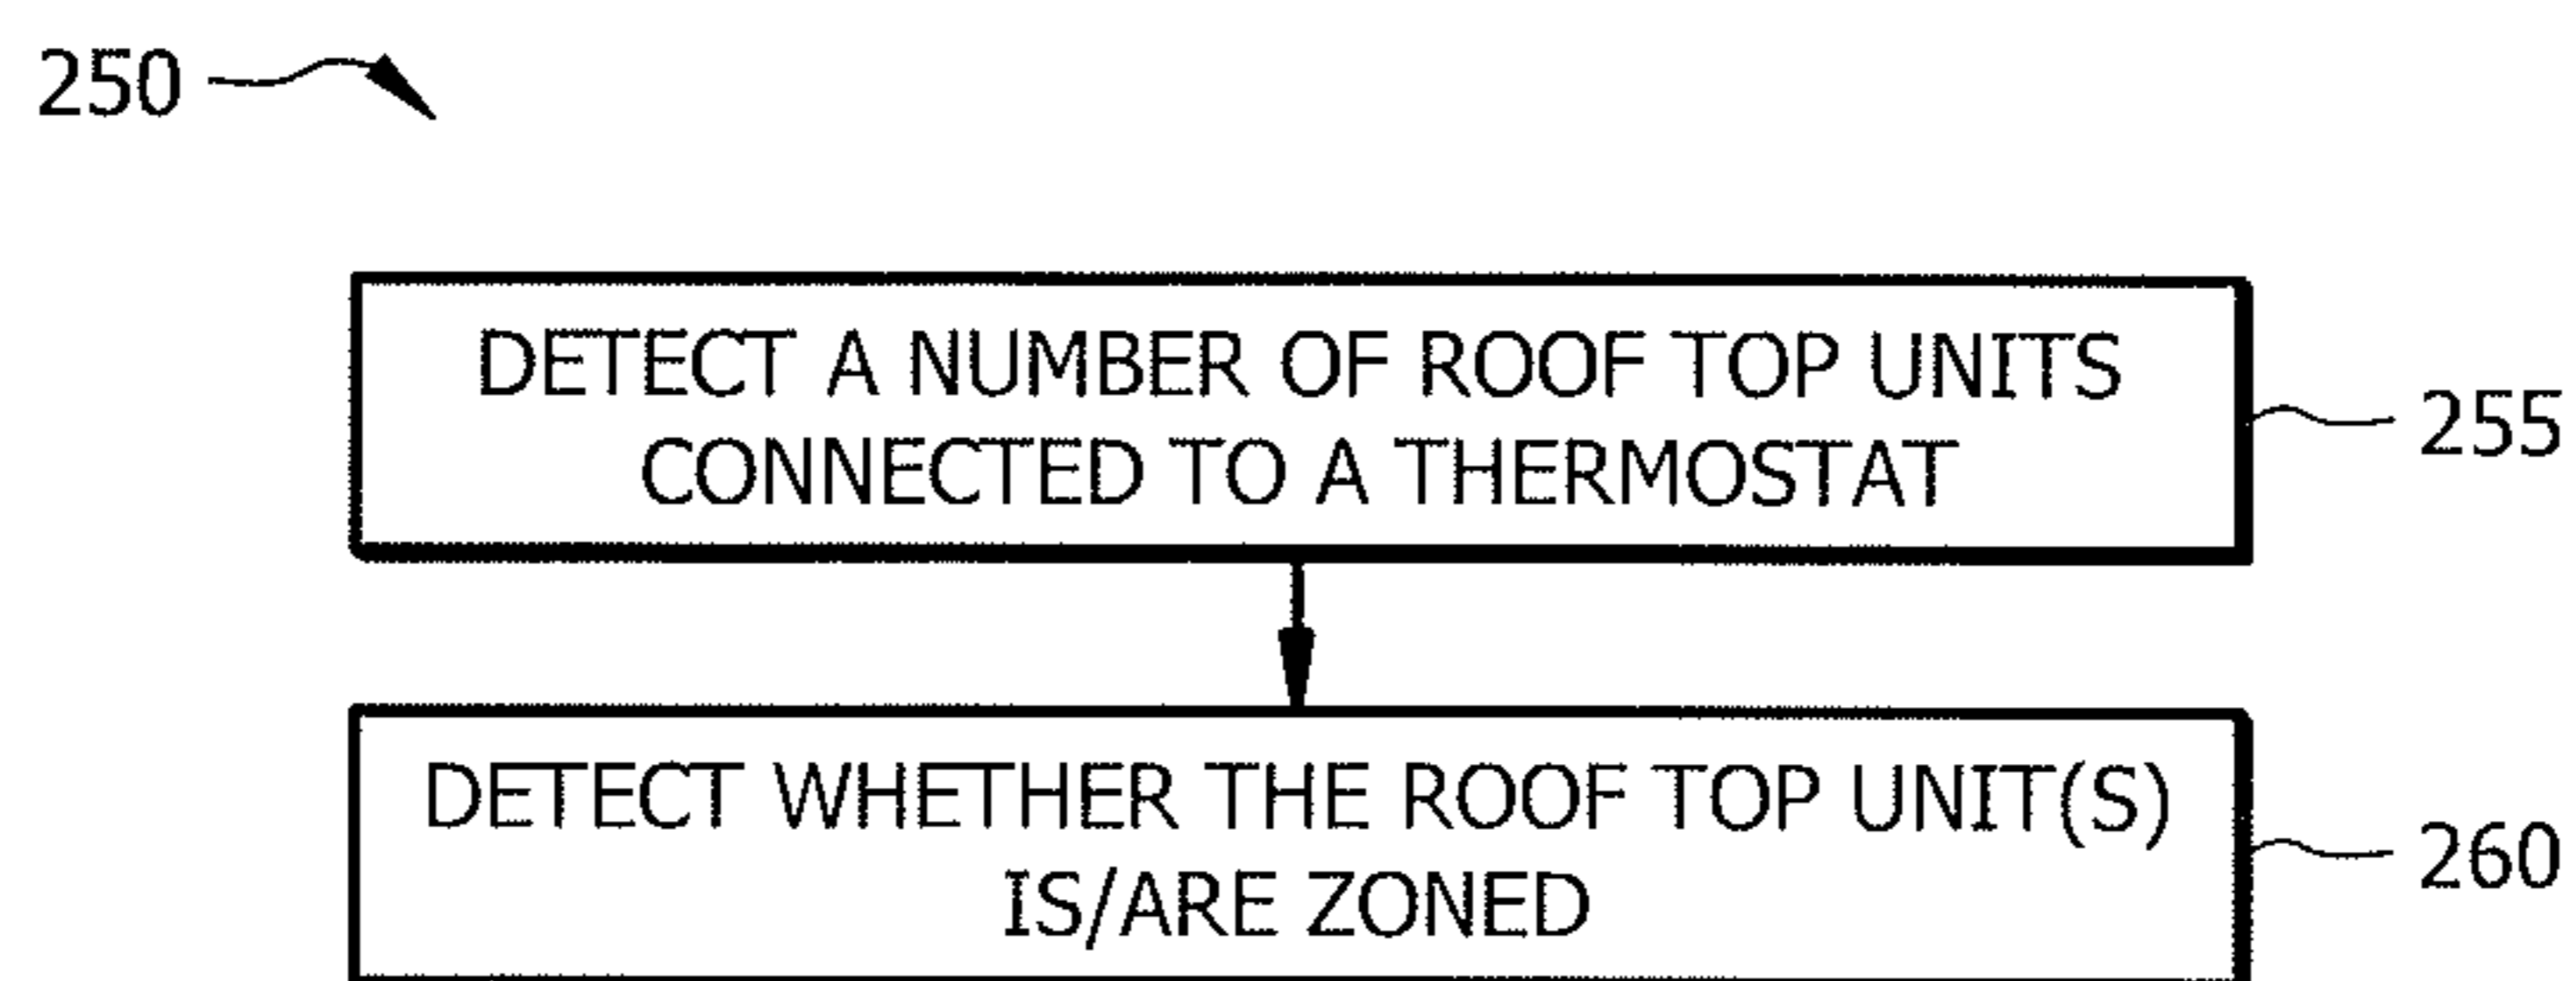 250
DETECT A NUMBER OF ROOF TOP UNITS
CONNECTED TO A THERMOSTAT
255
DETECT WHETHER THE ROOF TOP UNIT(S)
IS/ARE ZONED
260